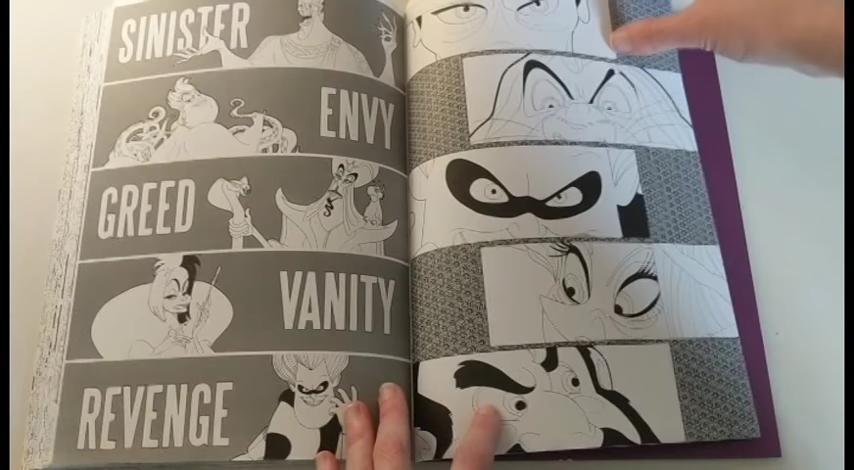 SINISTER
ENVY
GREED
VANITY
REVENGE